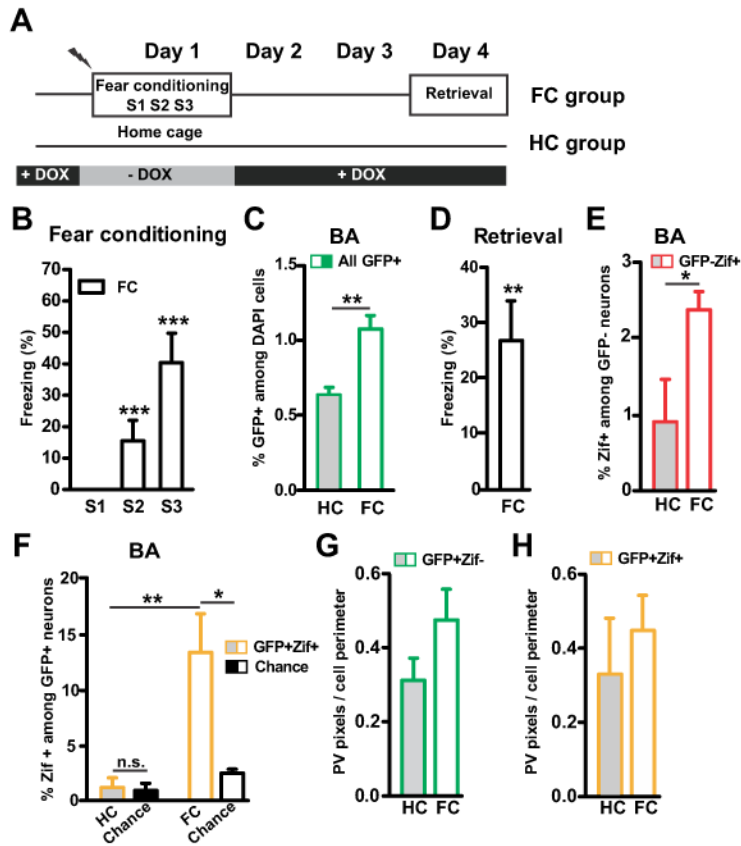 A
Day 1 Day 2 Day 3 Day 4
Fear conditioning
S1 S2 S3
Retrieval
FC group
Home cage
HC group
+ DOX - DOX + DOX
B Fear conditioning
FC
Freezing (%)
70
60
50
40
30
20
10
0
***
***
S1 S2 S3
C BA
All GFP+
% GFP+ among DAPI cells
1.5
1.0
0.5
0.0
**
HC FC
D Retrieval
Freezing (%)
40
30
20
10
0
**
FC
E BA
GFP-Zif+
% Zif+ among GFP- neurons
3
2
1
0
*
HC FC
F BA
% Zif + among GFP+ neurons
20
15
10
5
0
** *
n.s.
GFP+Zif+
Chance
HC Chance FC Chance
G
GFP+Zif-
PV pixels / cell perimeter
0.6
0.4
0.2
0.0
HC FC
H
GFP+Zif+
PV pixels / cell perimeter
0.6
0.4
0.2
0.0
HC FC